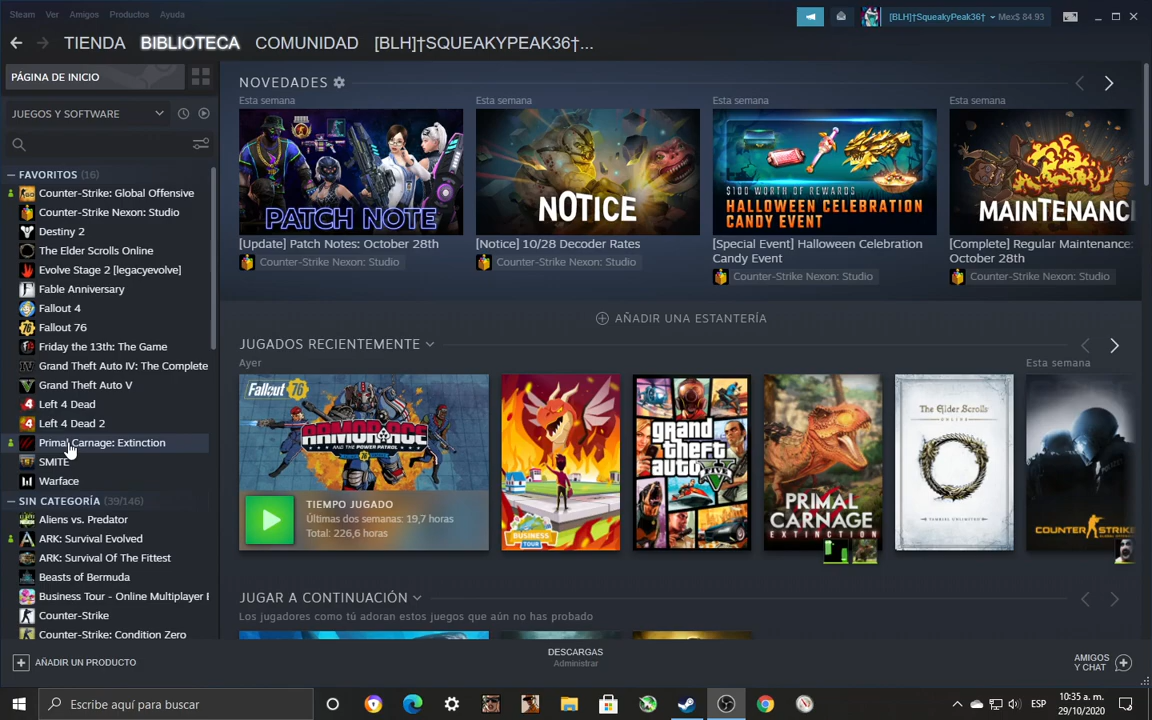 Steam Ver Amigos Productos Ayuda
[BLH]†SqueakyPeak36† Mex$ 84.93
TIENDA BIBLIOTECA COMUNIDAD [BLH]†SQUEAKYPEAK36†...
PÁGINA DE INICIO
JUEGOS Y SOFTWARE
FAVORITOS (16)
Counter-Strike: Global Offensive
Counter-Strike Nexon: Studio
Destiny 2
The Elder Scrolls Online
Evolve Stage 2 [legacyevolve]
Fable Anniversary
Fallout 4
Fallout 76
Friday the 13th: The Game
Grand Theft Auto IV: The Complete
Grand Theft Auto V
Left 4 Dead
Left 4 Dead 2
Primal Carnage: Extinction
SMITE
Warface
SIN CATEGORÍA (39/146)
Aliens vs. Predator
ARK: Survival Evolved
ARK: Survival Of The Fittest
Beasts of Bermuda
Business Tour - Online Multiplayer
Counter-Strike
Counter-Strike: Condition Zero
AÑADIR UN PRODUCTO
NOVEDADES
Esta semana
PATCH NOTE
[Update] Patch Notes: October 28th
Counter-Strike Nexon: Studio
Esta semana
NOTICE
[Notice] 10/28 Decoder Rates
Counter-Strike Nexon: Studio
Esta semana
$100 WORTH OF REWARDS
HALLOWEEN CELEBRATION
CANDY EVENT
[Special Event] Halloween Celebration
Candy Event
Counter-Strike Nexon: Studio
Esta semana
MAINTENANC
[Complete] Regular Maintenance:
October 28th
Counter-Strike Nexon: Studio
AÑADIR UNA ESTANTERÍA
JUGADOS RECIENTEMENTE
Ayer
Esta semana
Fallout 76
ARMOR ACE
AND THE POWER PATROL
TIEMPO JUGADO
Últimas dos semanas: 19,7 horas
Total: 226,6 horas
BUSINESS
TOUR
grand
theft
auto
V
PRIMAL
CARNAGE
EXTINCTION
The Elder Scrolls
ONLINE
TAMRIEL UNLIMITED
COUNTER STRIKE
JUGAR A CONTINUACIÓN
Los jugadores como tú adoran estos juegos que aún no has probado
DESCARGAS
Administrar
AMIGOS
Y CHAT
Escribe aquí para buscar
ESP
10:35 a. m.
29/10/2020